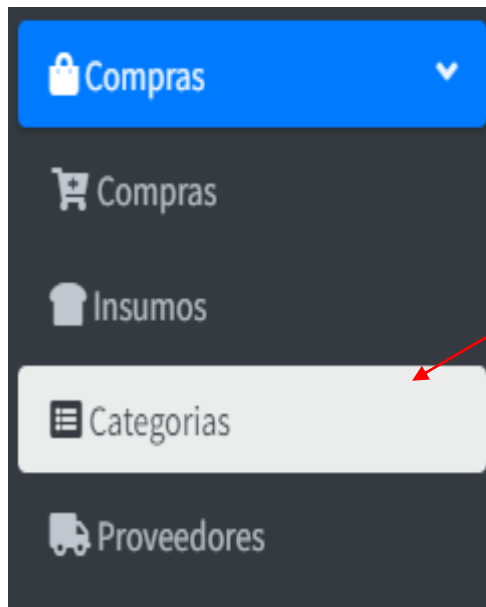 Compras
Compras
Insumos
Categorias
Proveedores